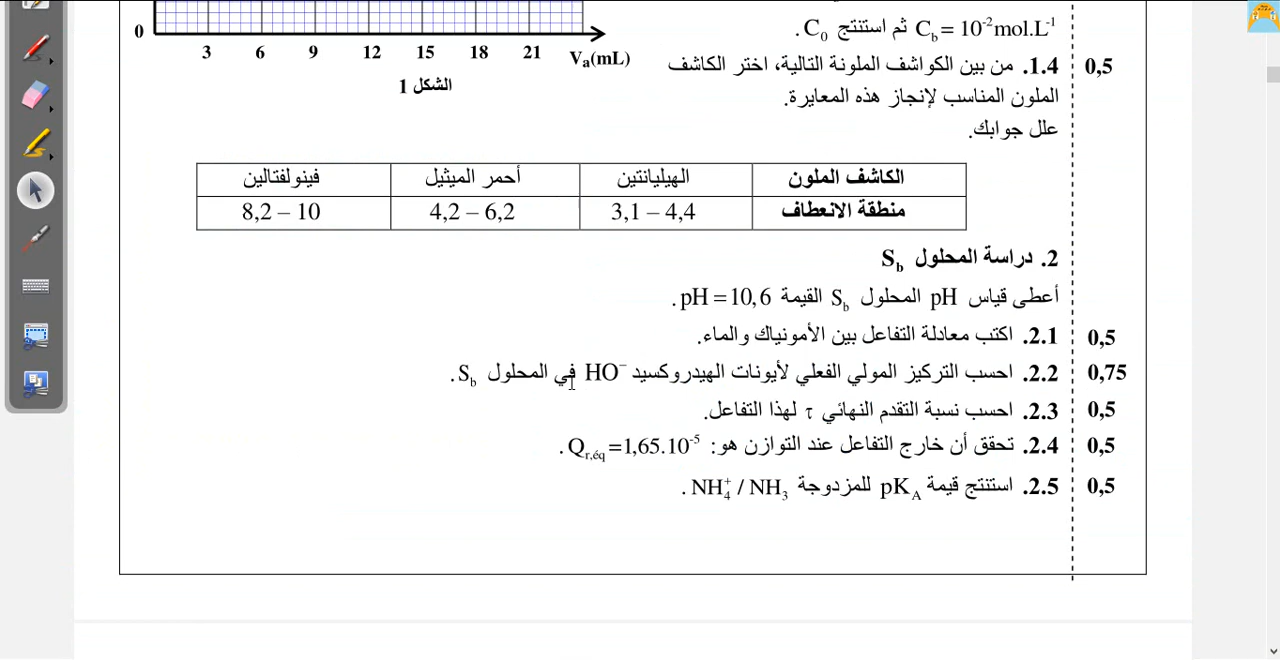 0
3 6 9 12 15 18 21 Vₐ(mL)
الشكل 1
C_b = 10⁻²mol.L⁻¹ ثم استنتج C₀ .
0,5 1.4. من بين الكواشف الملونة التالية، اختر الكاشف
الملون المناسب لإنجاز هذه المعايرة.
علل جوابك.
الكاشف الملون الهيليانتين أحمر الميثيل فينولفتالين
منطقة الانعطاف 3,1 – 4,4 4,2 – 6,2 8,2 – 10
2. دراسة المحلول S_b
أعطى قياس pH المحلول S_b القيمة pH = 10,6 .
0,5 2.1. اكتب معادلة التفاعل بين الأمونياك والماء.
0,75 2.2. احسب التركيز المولي الفعلي لأيونات الهيدروكسيد HO⁻ في المحلول S_b .
0,5 2.3. احسب نسبة التقدم النهائي τ لهذا التفاعل.
0,5 2.4. تحقق أن خارج التفاعل عند التوازن هو: Q_r,éq =1,65.10⁻⁵ .
0,5 2.5. استنتج قيمة pK_A للمزدوجة NH₄⁺ / NH₃ .